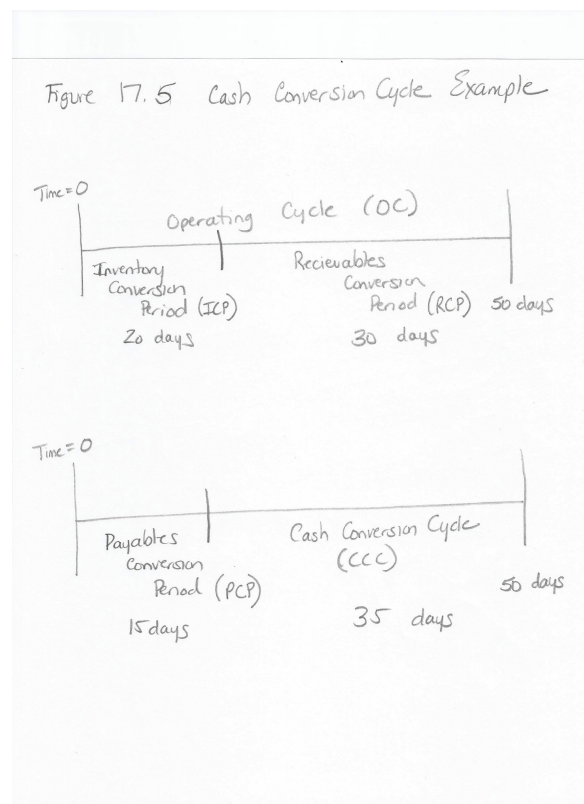 Figure 17.5 Cash Conversion Cycle Example
Time = 0
Operating Cycle (OC)
Inventory
Conversion
Period (ICP)
20 days
Recievables
Conversion
Period (RCP)
30 days
50 days
Time = 0
Payables
Conversion
Period (PCP)
15 days
Cash Conversion Cycle
(CCC)
35 days
50 days